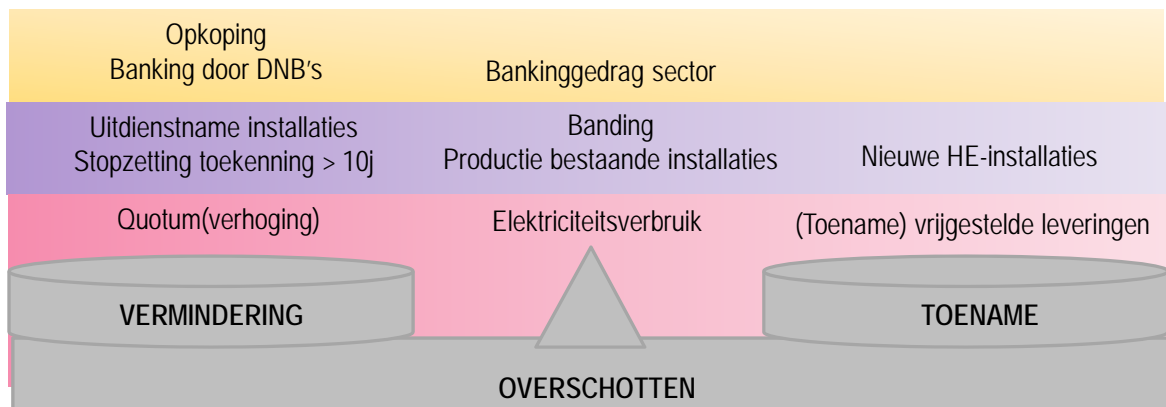 Opkoping
Banking door DNB's
Bankinggedrag sector
Uitdienstname installaties
Stopzetting toekenning > 10j
Banding
Productie bestaande installaties
Nieuwe HE-installaties
Quotum(verhoging)
Elektriciteitsverbruik
(Toename) vrijgestelde leveringen
VERMINDERING
TOENAME
OVERSCHOTTEN